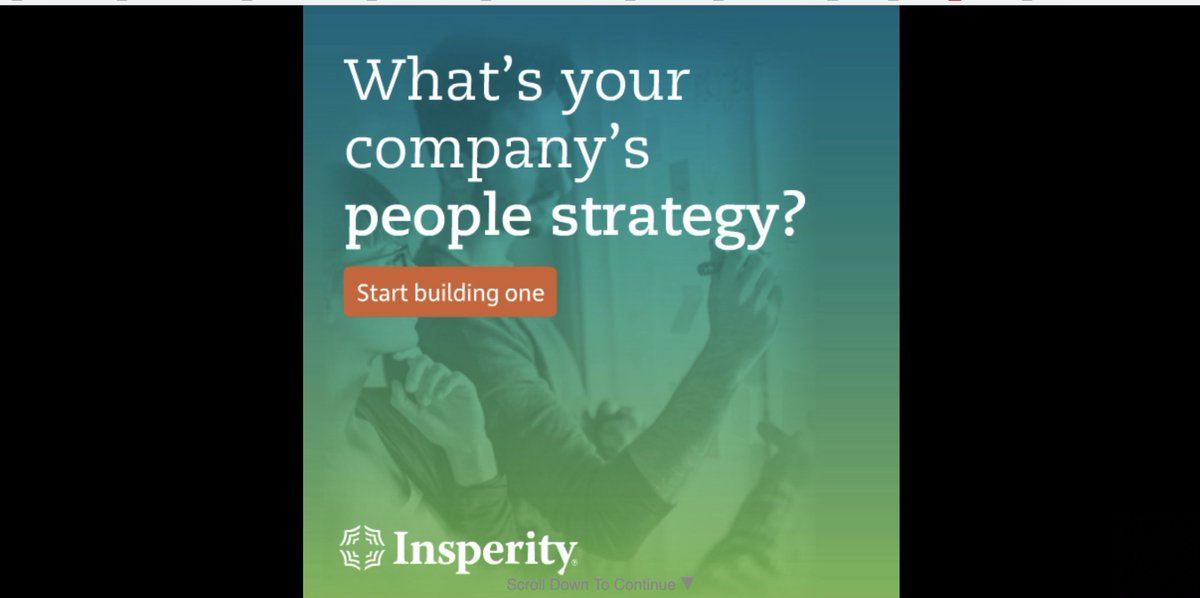 What's your
company's
people strategy?
Start building one
Insperity®
Scroll Down To Continue ▼